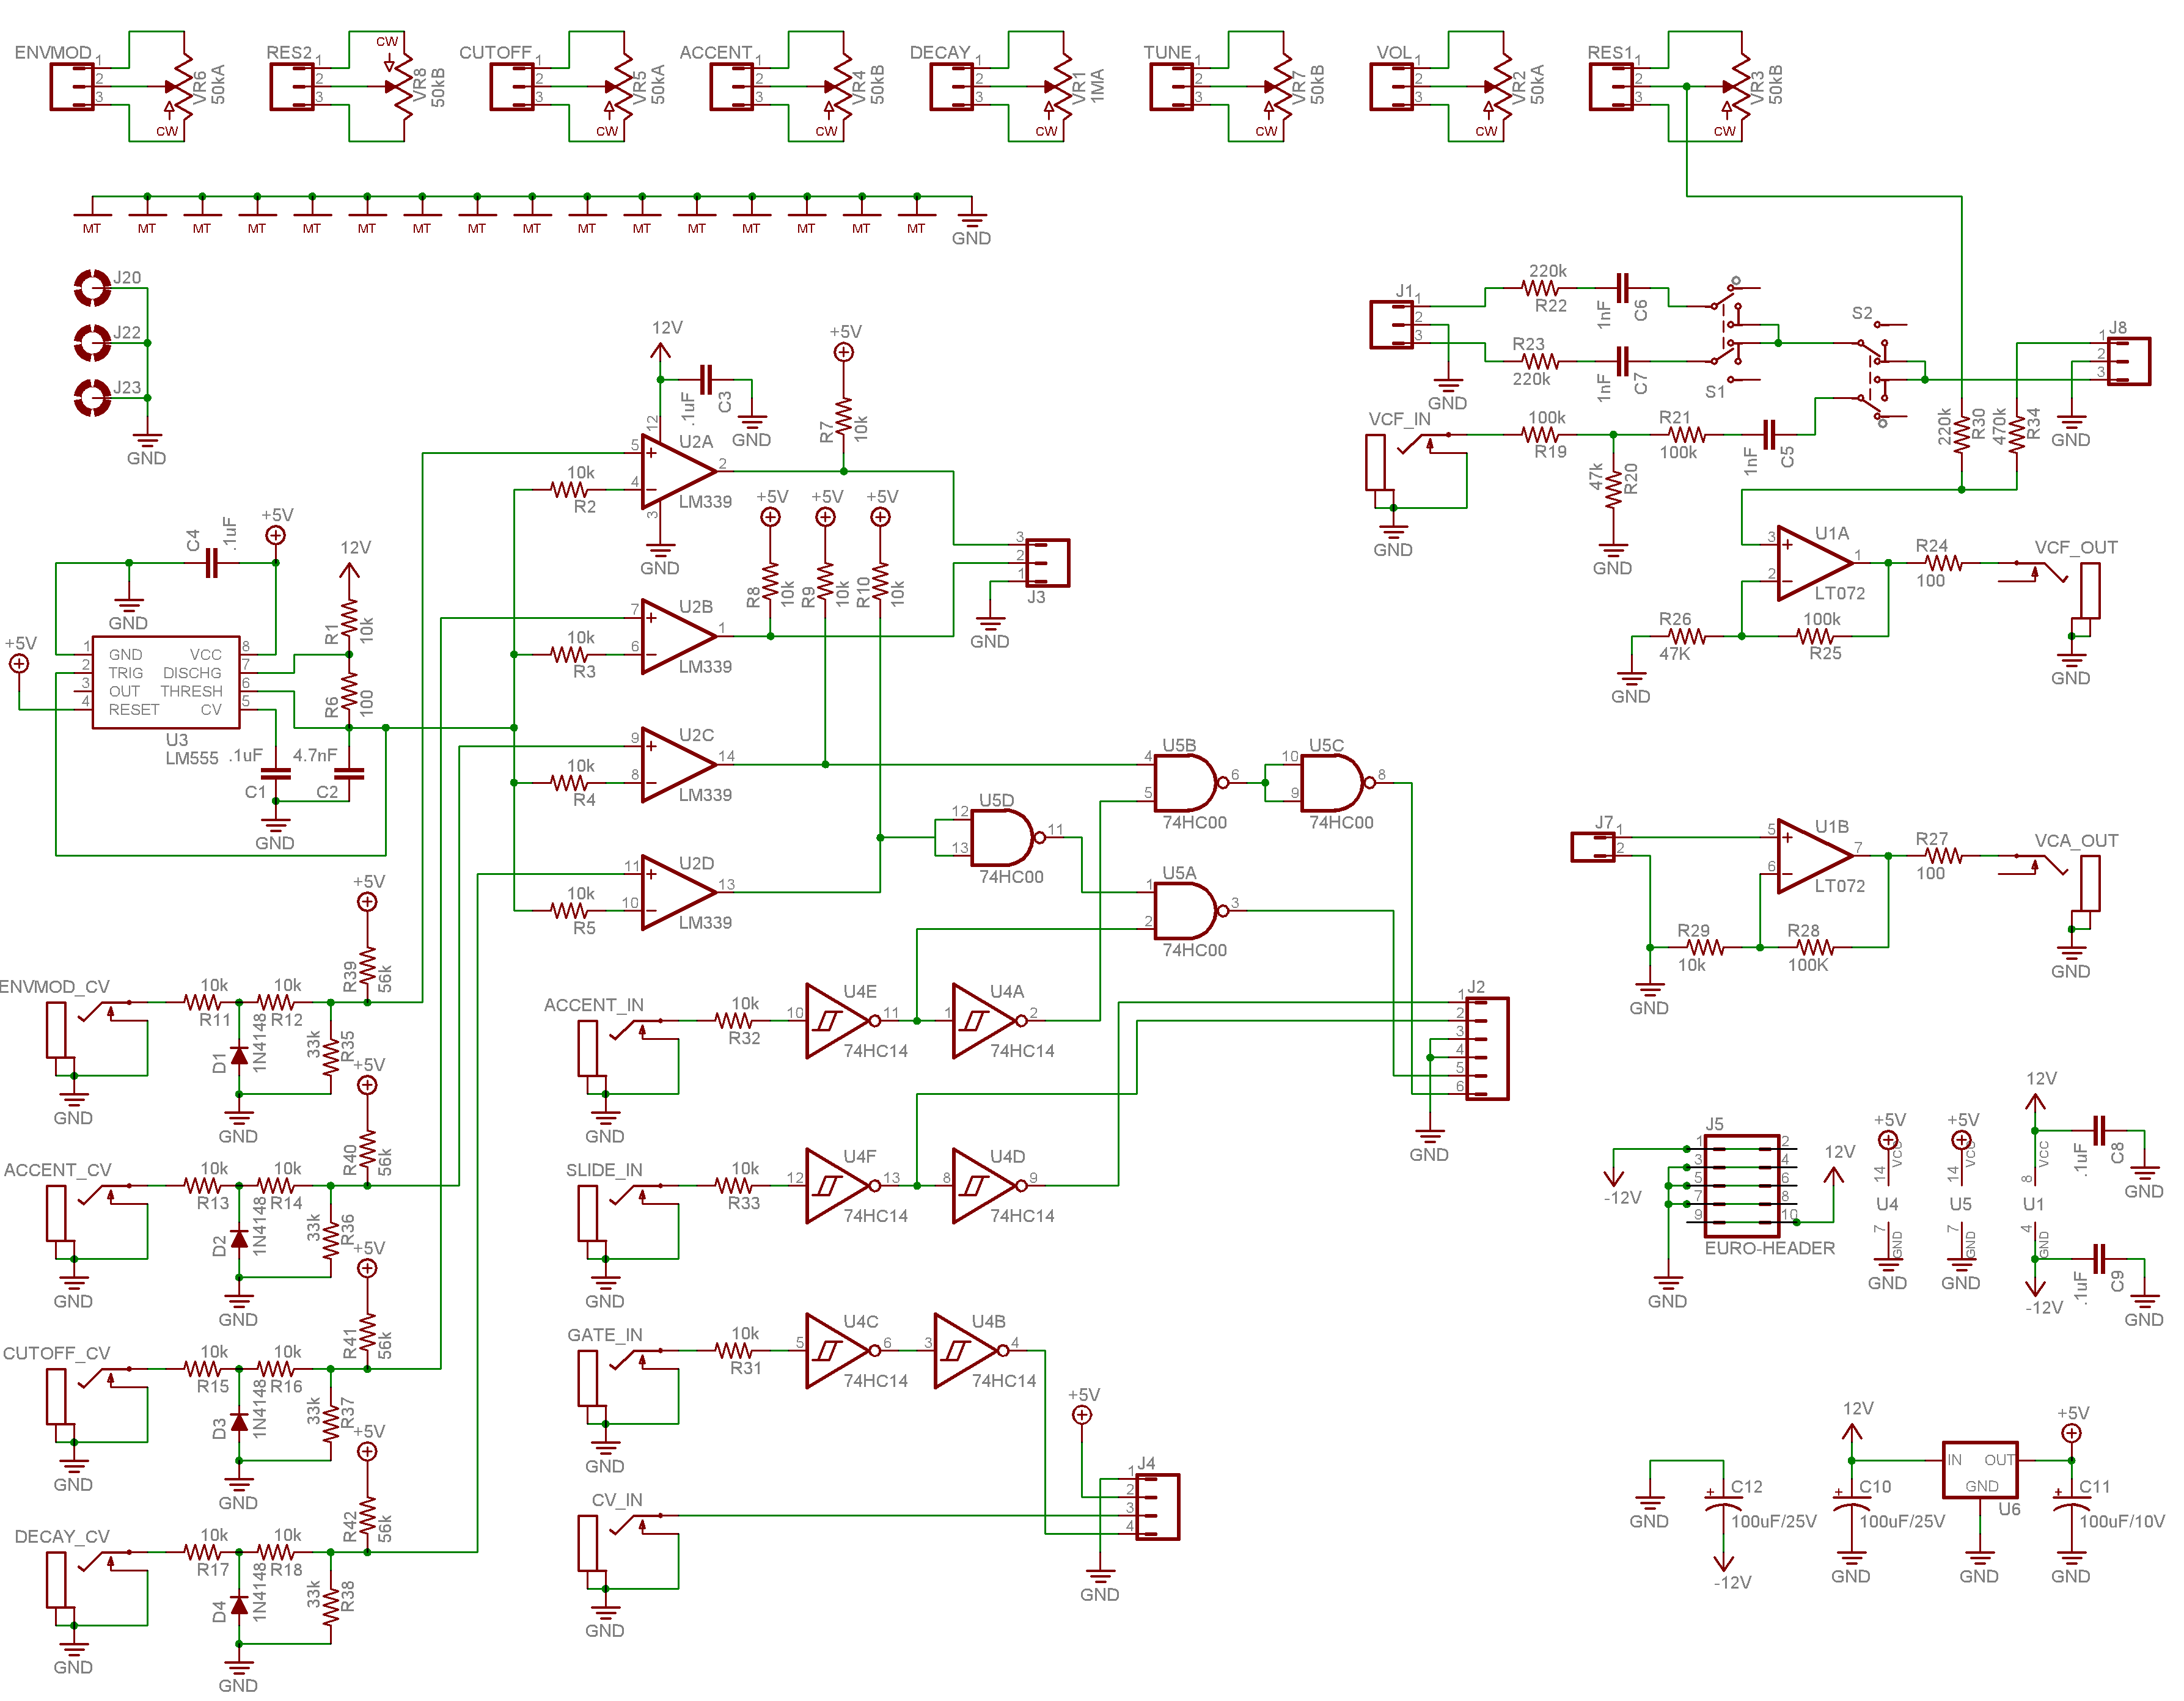 ENVMOD 1 2 3 VR6 50kA CW
RES2 1 2 3 CW VR8 50kB
CUTOFF 1 2 3 VR5 50kA CW
ACCENT 1 2 3 VR4 50kB CW
DECAY 1 2 3 VR1 1MA CW
TUNE 1 2 3 VR7 50kB CW
VOL 1 2 3 VR2 50kA CW
RES1 1 2 3 VR3 50kB CW
MT MT MT MT MT MT MT MT MT MT MT MT MT MT MT MT GND
J20
J22
J23
GND
12V
.1uF C3
GND
12 5 4 3 2
U2A
LM339
10k
R2
GND
+5V
R7 10k
+5V +5V +5V
R8 10k
R9 10k
R10 10k
7 6 1
U2B
LM339
10k
R3
3
2
1
J3
GND
9 8 14
U2C
LM339
10k
R4
11 10 13
U2D
LM339
10k
R5
C4 .1uF
+5V
GND
12V
R1 10k
R6 100
+5V
1 GND VCC 8
2 TRIG DISCHG 7
3 OUT THRESH 6
4 RESET CV 5
U3
LM555
.1uF C1
4.7nF C2
GND
J1
1
2
3
GND
220k
R22
1nF C6
R23
220k
1nF C7
S1
S2
J8
1
2
3
GND
VCF_IN
GND
100k
R19
47k R20
GND
R21
100k
1nF C5
220k R30
470k R34
3 2 1
U1A
LT072
R24
100
VCF_OUT
GND
R26
47K
GND
100k
R25
J7
1
2
5 6 7
U1B
LT072
R27
100
VCA_OUT
GND
R29
10k
R28
100K
GND
4 5 6
U5B
74HC00
10 9 8
U5C
74HC00
12 13 11
U5D
74HC00
1 2 3
U5A
74HC00
ENVMOD_CV
GND
10k
R11
10k
R12
D1 1N4148
33k R35
+5V
R39 56k
GND
ACCENT_CV
GND
10k
R13
10k
R14
D2 1N4148
33k R36
+5V
R40 56k
GND
CUTOFF_CV
GND
10k
R15
10k
R16
D3 1N4148
33k R37
+5V
R41 56k
GND
DECAY_CV
GND
10k
R17
10k
R18
D4 1N4148
33k R38
+5V
R42 56k
GND
ACCENT_IN
GND
10k
R32
10 11
U4E
74HC14
1 2
U4A
74HC14
SLIDE_IN
GND
10k
R33
12 13
U4F
74HC14
8 9
U4D
74HC14
GATE_IN
GND
10k
R31
5 6
U4C
74HC14
3 4
U4B
74HC14
CV_IN
GND
+5V
J4
1
2
3
4
GND
J2
1
2
3
4
5
6
GND
J5
1 2
3 4
5 6
7 8
9 10
EURO-HEADER
-12V
12V
GND
+5V
14 VCC
U4
7 GND
GND
+5V
14 VCC
U5
7 GND
GND
12V
8 VCC
U1
4 GND
-12V
.1uF C8
GND
.1uF C9
GND
GND
C12
100uF/25V
-12V
12V
C10
100uF/25V
GND
IN OUT
GND
U6
GND
+5V
C11
100uF/10V
GND